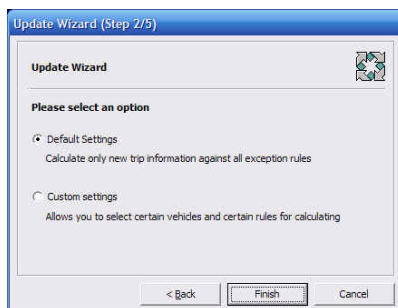 Update Wizard (Step 2/5)
Update Wizard
Please select an option
Default Settings
Calculate only new trip information against all exception rules
Custom settings
Allows you to select certain vehicles and certain rules for calculating
< Back
Finish
Cancel